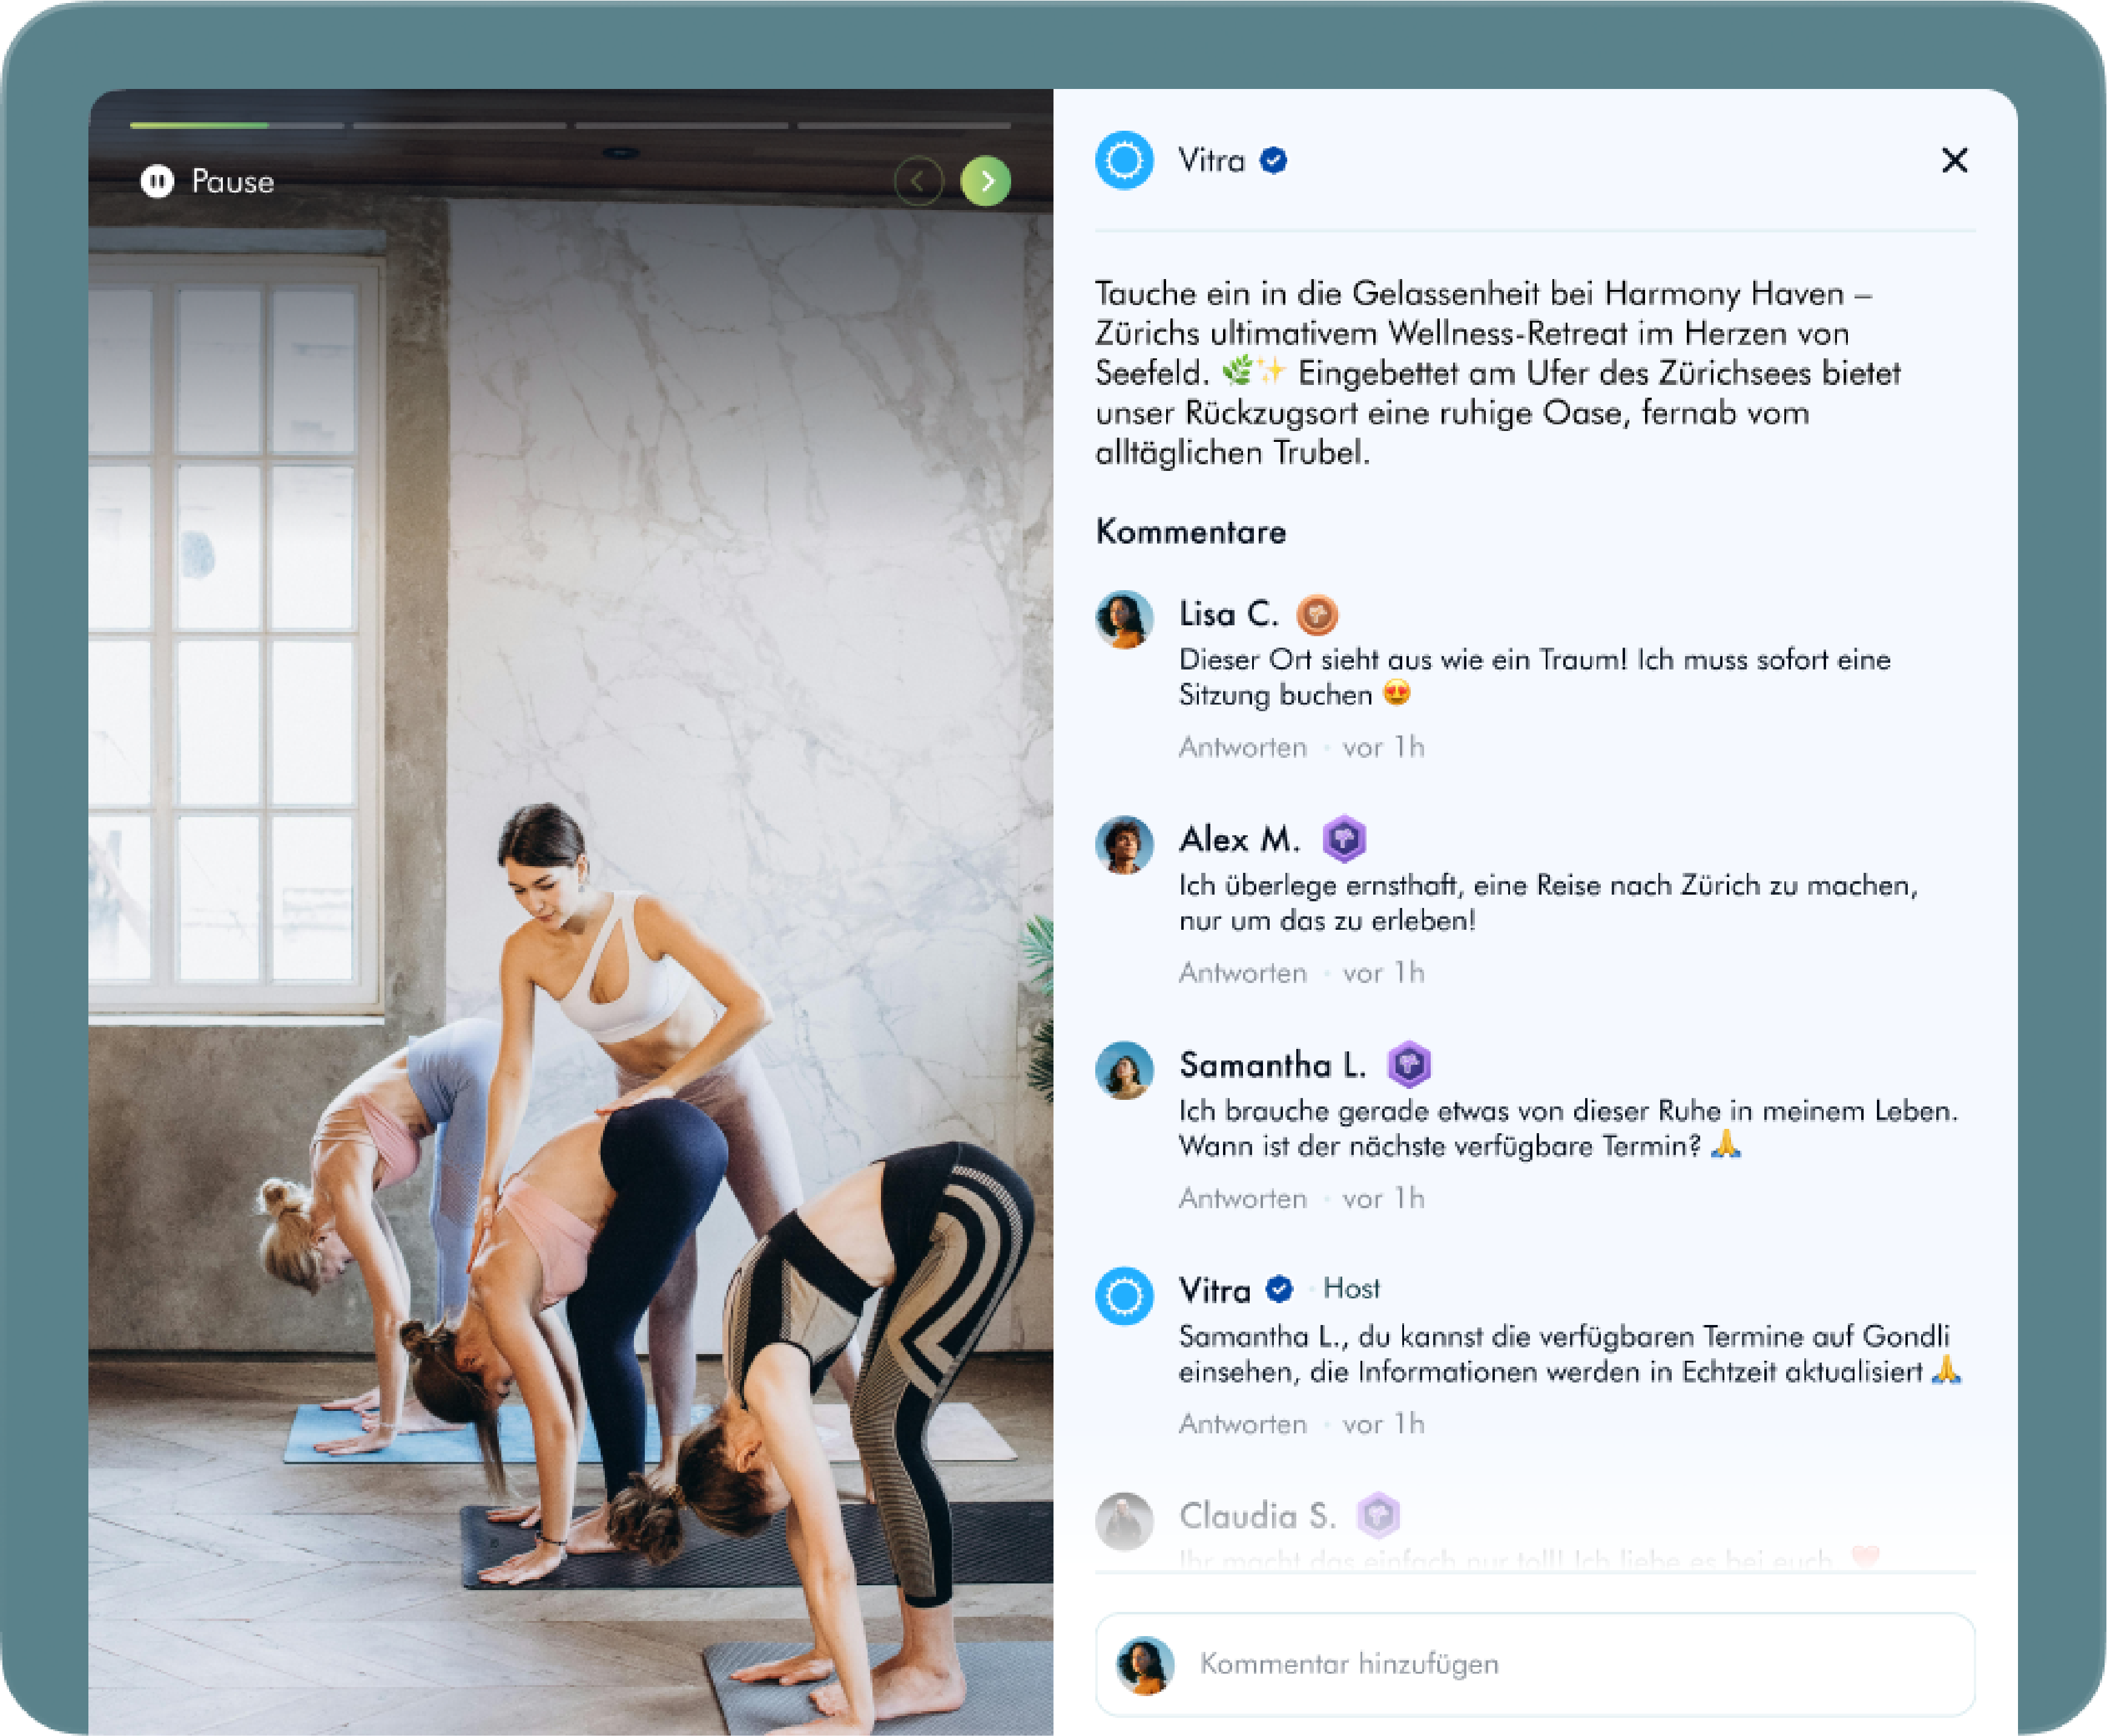 Pause
Vitra
Tauche ein in die Gelassenheit bei Harmony Haven –
Zürichs ultimativem Wellness-Retreat im Herzen von
Seefeld. 🌿✨ Eingebettet am Ufer des Zürichsees bietet
unser Rückzugsort eine ruhige Oase, fernab vom
alltäglichen Trubel.
Kommentare
Lisa C.
Dieser Ort sieht aus wie ein Traum! Ich muss sofort eine
Sitzung buchen 😍
Antworten · vor 1h
Alex M.
Ich überlege ernsthaft, eine Reise nach Zürich zu machen,
nur um das zu erleben!
Antworten · vor 1h
Samantha L.
Ich brauche gerade etwas von dieser Ruhe in meinem Leben.
Wann ist der nächste verfügbare Termin? 🙏
Antworten · vor 1h
Vitra · Host
Samantha L., du kannst die verfügbaren Termine auf Gondli
einsehen, die Informationen werden in Echtzeit aktualisiert 🙏
Antworten · vor 1h
Claudia S.
Ihr macht das einfach nur toll! Ich liebe es bei euch. ❤️
Kommentar hinzufügen